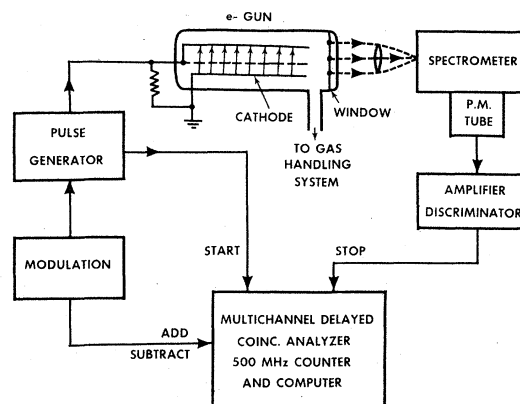 e- GUN
CATHODE
WINDOW
TO GAS
HANDLING
SYSTEM
SPECTROMETER
P.M.
TUBE
PULSE
GENERATOR
AMPLIFIER
DISCRIMINATOR
MODULATION
START
STOP
ADD
SUBTRACT
MULTICHANNEL DELAYED
COINC. ANALYZER
500 MHz COUNTER
AND COMPUTER